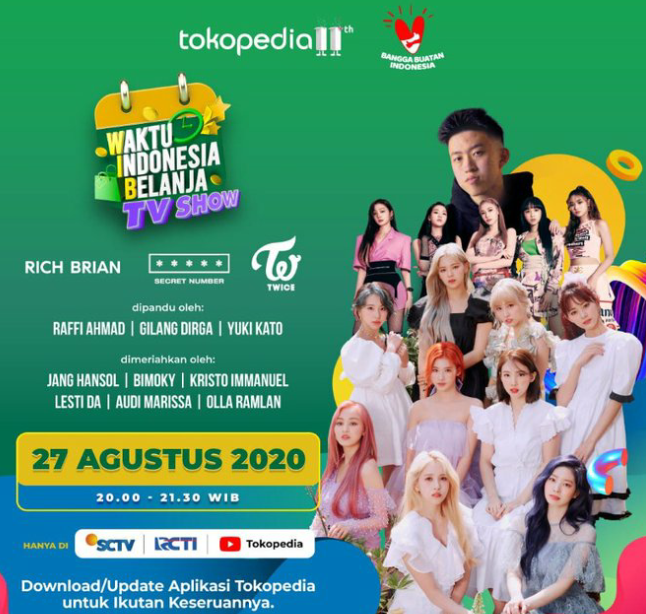 tokopedia 11th
BANGGA BUATAN
INDONESIA
WAKTU
INDONESIA
BELANJA
TV SHOW
RICH BRIAN
*****
SECRET NUMBER
TWICE
dipandu oleh:
RAFFI AHMAD | GILANG DIRGA | YUKI KATO
dimeriahkan oleh:
JANG HANSOL | BIMOKY | KRISTO IMMANUEL
LESTI DA | AUDI MARISSA | OLLA RAMLAN
27 AGUSTUS 2020
20.00 - 21.30 WIB
HANYA DI SCTV | RCTI | Tokopedia
Download/Update Aplikasi Tokopedia
untuk Ikutan Keseruannya.